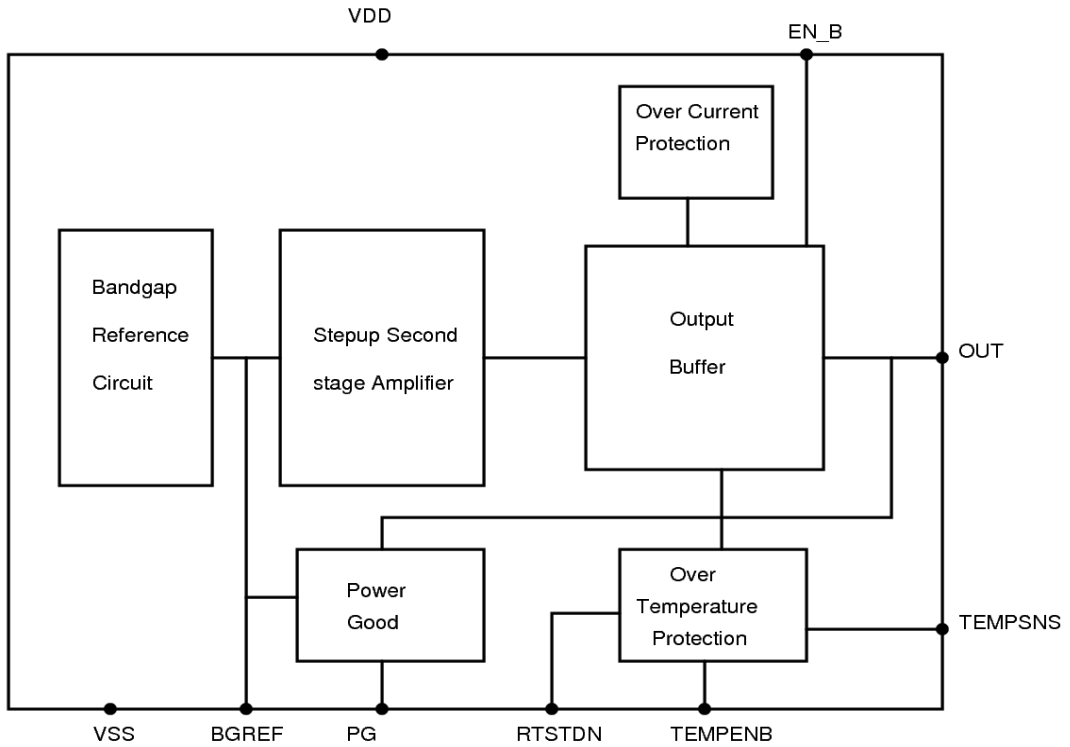 VDD
EN_B
Over Current
Protection
Bandgap
Reference
Circuit
Stepup Second
stage Amplifier
Output
Buffer
OUT
Power
Good
Over
Temperature
Protection
TEMPSNS
VSS
BGREF
PG
RTSTDN
TEMPENB